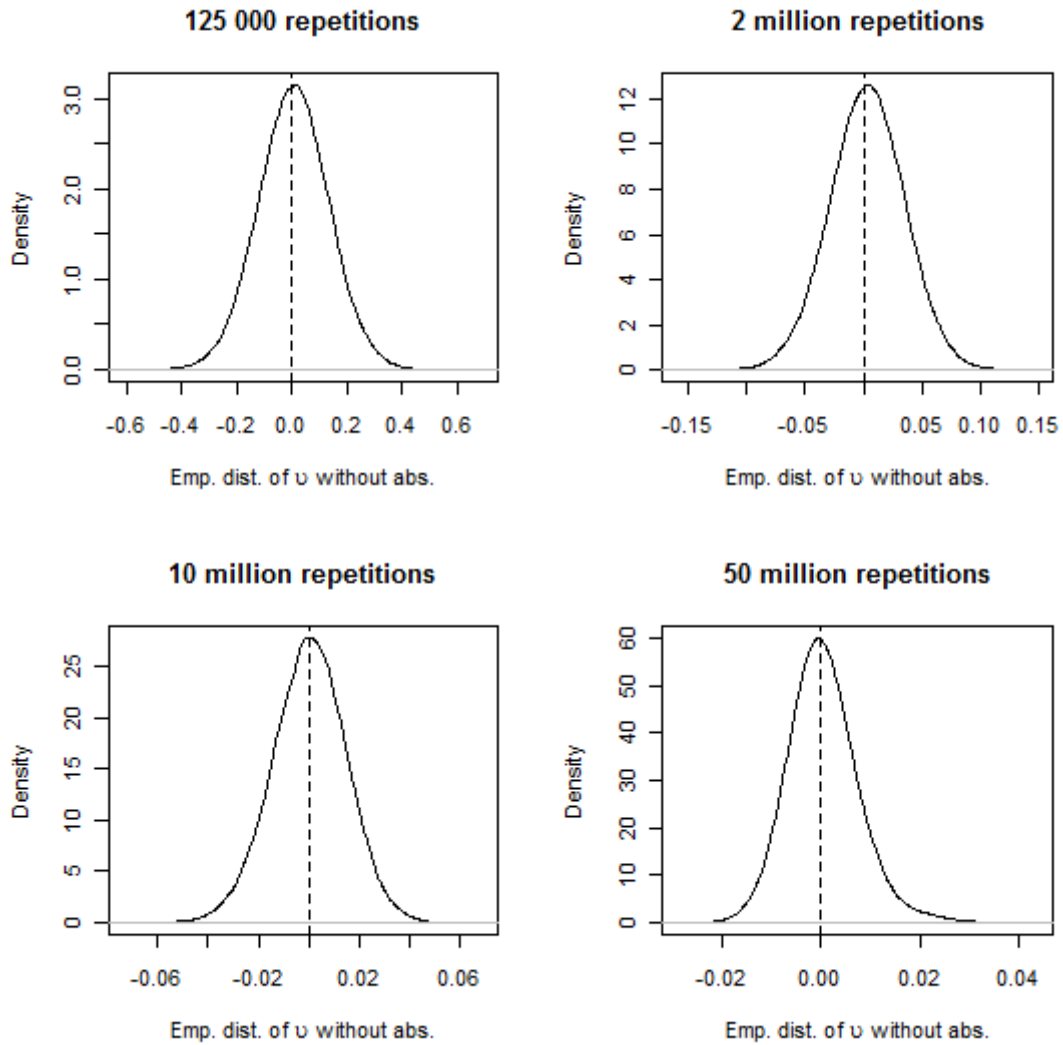 125 000 repetitions
Density
0.0 1.0 2.0 3.0
-0.6 -0.4 -0.2 0.0 0.2 0.4 0.6
Emp. dist. of υ without abs.
2 million repetitions
Density
0 2 4 6 8 10 12
-0.15 -0.05 0.05 0.10 0.15
Emp. dist. of υ without abs.
10 million repetitions
Density
0 5 10 15 20 25
-0.06 -0.02 0.02 0.06
Emp. dist. of υ without abs.
50 million repetitions
Density
0 10 20 30 40 50 60
-0.02 0.00 0.02 0.04
Emp. dist. of υ without abs.